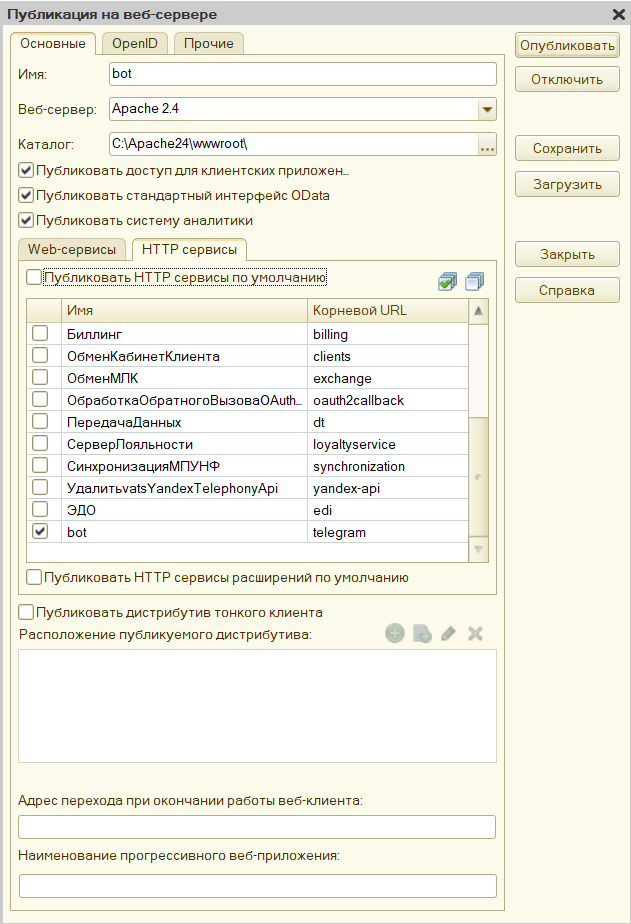 Публикация на веб-сервере
Основные OpenID Прочие
Опубликовать
Имя: bot
Отключить
Веб-сервер: Apache 2.4
Каталог: C:\Apache24\wwwroot\ ...
Сохранить
Публиковать доступ для клиентских приложен...
Загрузить
Публиковать стандартный интерфейс OData
Публиковать систему аналитики
Web-сервисы HTTP сервисы
Закрыть
Публиковать HTTP сервисы по умолчанию
Справка
Имя Корневой URL
Биллинг billing
ОбменКабинетКлиента clients
ОбменМПК exchange
ОбработкаОбратногоВызоваOAuth... oauth2callback
ПередачаДанных dt
СерверЛояльности loyaltyservice
СинхронизацияМПУНФ synchronization
УдалитьvatsYandexTelephonyApi yandex-api
ЭДО edi
bot telegram
Публиковать HTTP сервисы расширений по умолчанию
Публиковать дистрибутив тонкого клиента
Расположение публикуемого дистрибутива:
Адрес перехода при окончании работы веб-клиента:
Наименование прогрессивного веб-приложения: